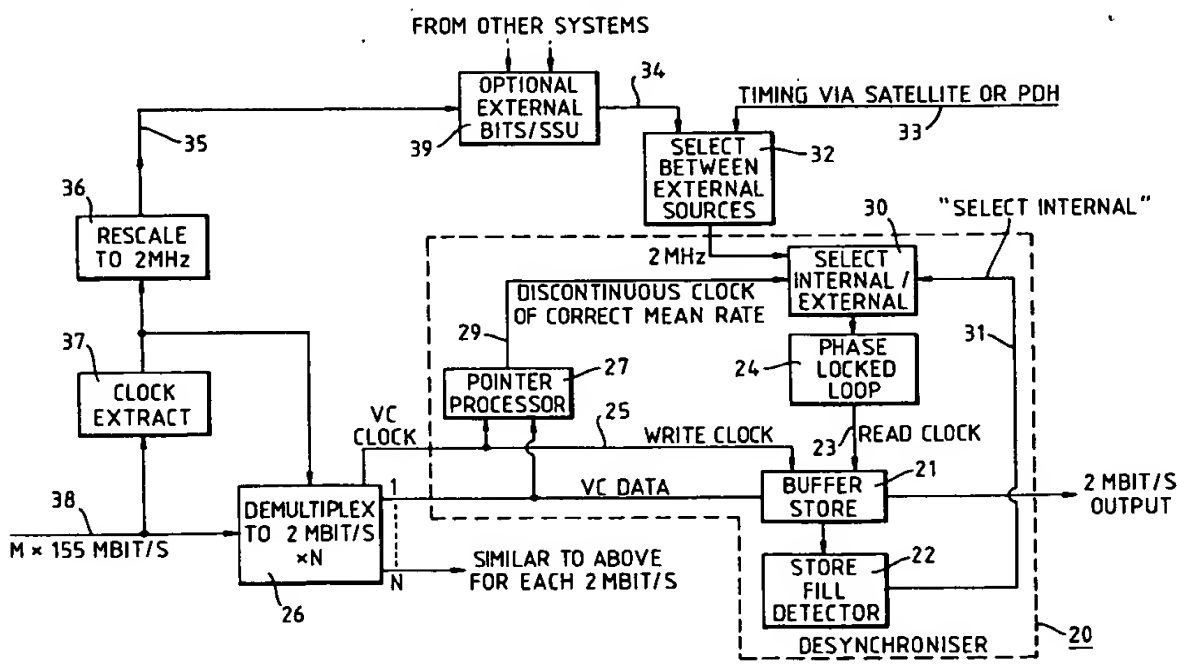 FROM OTHER SYSTEMS
OPTIONAL
EXTERNAL
BITS/SSU
39
34
TIMING VIA SATELLITE OR PDH
33
SELECT
BETWEEN
EXTERNAL
SOURCES
32
35
36
RESCALE
TO 2MHz
2MHz
30
"SELECT INTERNAL"
SELECT
INTERNAL /
EXTERNAL
DISCONTINUOUS CLOCK
OF CORRECT MEAN RATE
29
31
37
CLOCK
EXTRACT
POINTER
PROCESSOR
27
24
PHASE
LOCKED
LOOP
VC
CLOCK
25
WRITE CLOCK
23
READ CLOCK
38
M × 155 MBIT/S
DEMULTIPLEX
TO 2 MBIT/S
×N
26
1
N
VC DATA
BUFFER
STORE
21
2 MBIT/S
OUTPUT
SIMILAR TO ABOVE
FOR EACH 2MBIT/S
STORE
FILL
DETECTOR
22
DESYNCHRONISER
20